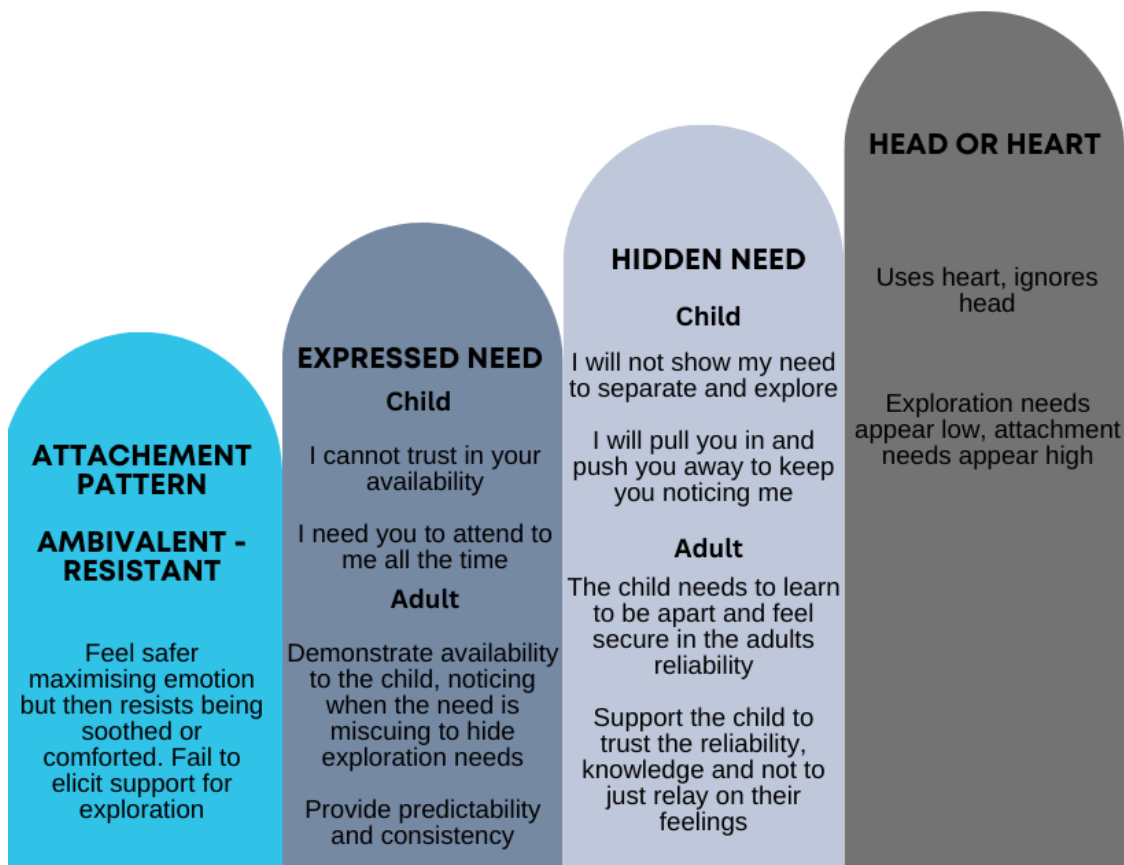 ATTACHEMENT
PATTERN
AMBIVALENT -
RESISTANT
Feel safer
maximising emotion
but then resists being
soothed or
comforted. Fail to
elicit support for
exploration
EXPRESSED NEED
Child
I cannot trust in your
availability
I need you to attend to
me all the time
Adult
Demonstrate availability
to the child, noticing
when the need is
miscuing to hide
exploration needs
Provide predictability
and consistency
HIDDEN NEED
Child
I will not show my need
to separate and explore
I will pull you in and
push you away to keep
you noticing me
Adult
The child needs to learn
to be apart and feel
secure in the adults
reliability
Support the child to
trust the reliability,
knowledge and not to
just relay on their
feelings
HEAD OR HEART
Uses heart, ignores
head
Exploration needs
appear low, attachment
needs appear high